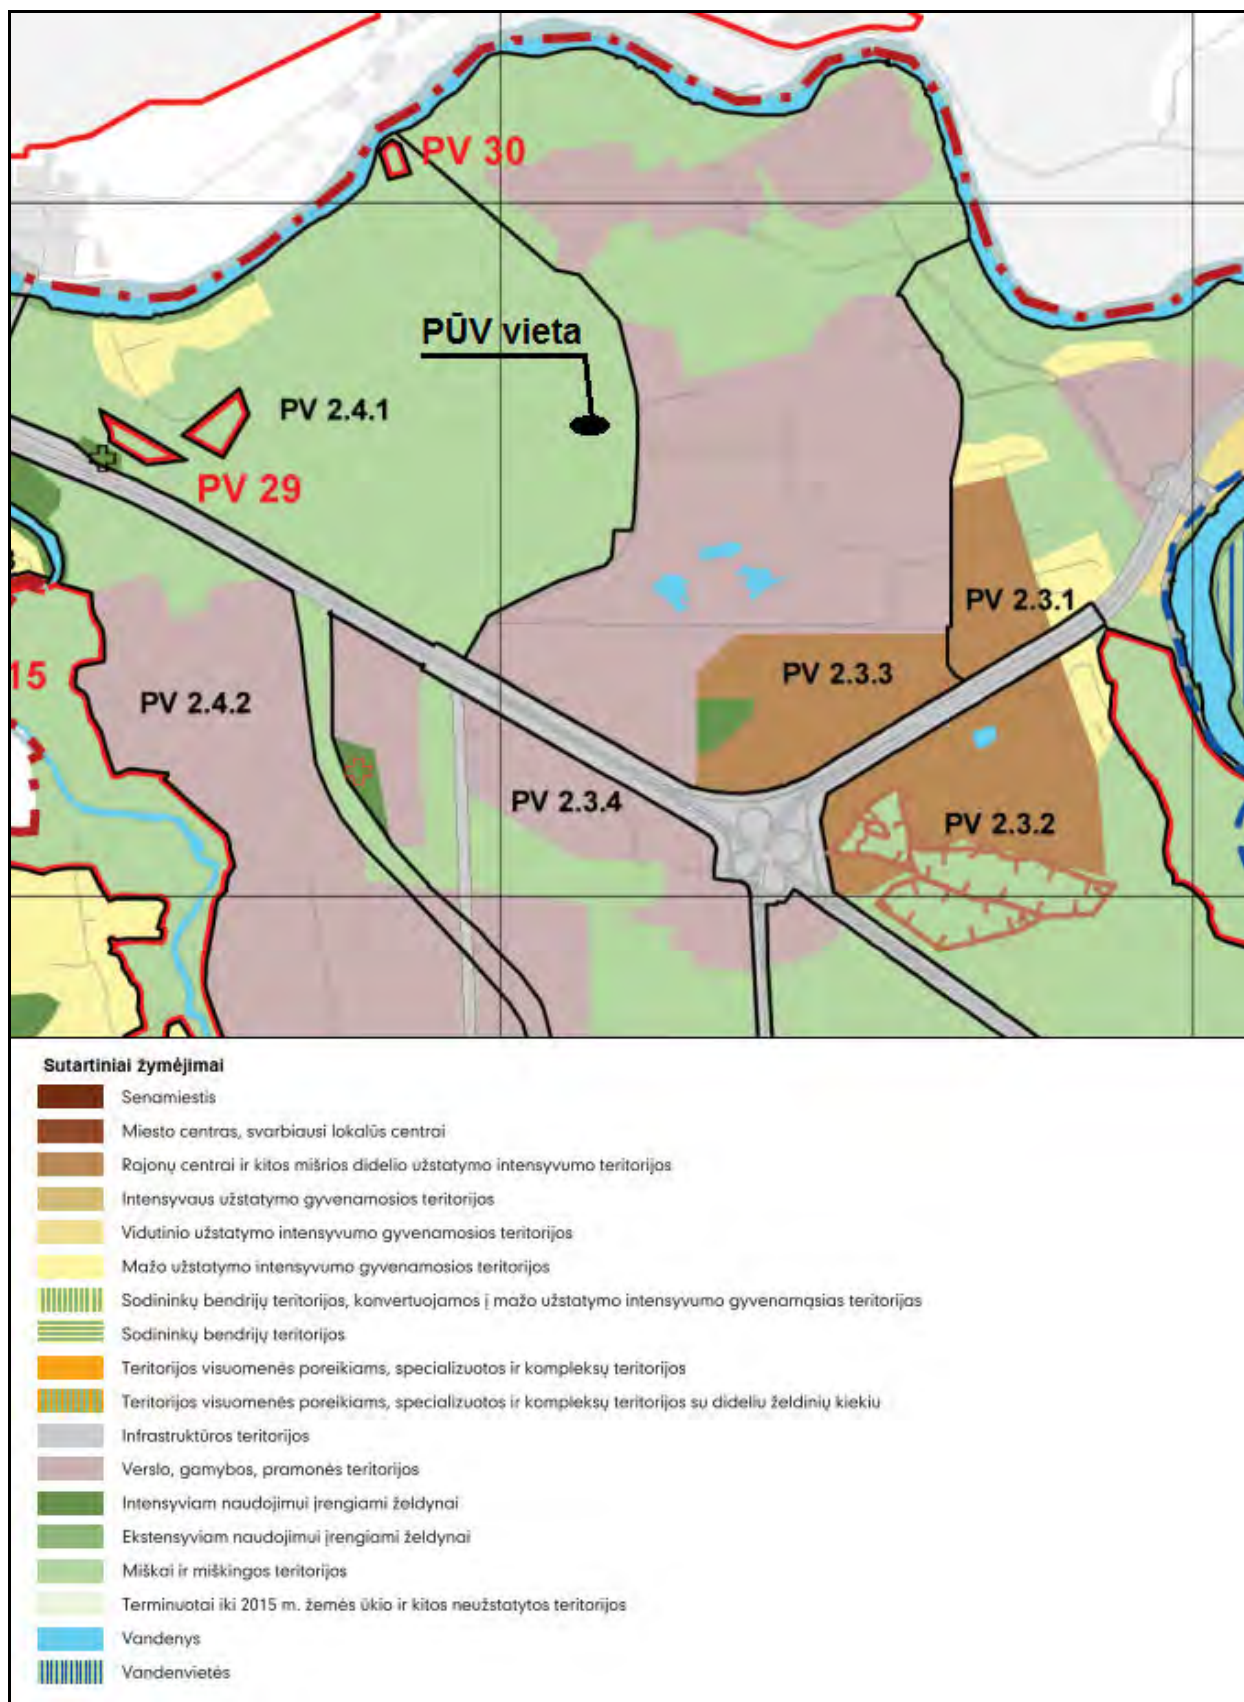 PV 30
PŪV vieta
PV 2.4.1
PV 29
PV 2.3.1
15
PV 2.3.3
PV 2.4.2
PV 2.3.4
PV 2.3.2
Sutartiniai žymėjimai
Senamiestis
Miesto centras, svarbiausi lokalūs centrai
Rajonų centrai ir kitos mišrios didelio užstatymo intensyvumo teritorijos
Intensyvaus užstatymo gyvenamosios teritorijos
Vidutinio užstatymo intensyvumo gyvenamosios teritorijos
Mažo užstatymo intensyvumo gyvenamosios teritorijos
Sodininkų bendrijų teritorijos, konvertuojamos į mažo užstatymo intensyvumo gyvenamąsias teritorijas
Sodininkų bendrijų teritorijos
Teritorijos visuomenės poreikiams, specializuotos ir kompleksų teritorijos
Teritorijos visuomenės poreikiams, specializuotos ir kompleksų teritorijos su dideliu želdinių kiekiu
Infrastruktūros teritorijos
Verslo, gamybos, pramonės teritorijos
Intensyviam naudojimui įrengiami želdynai
Ekstensyviam naudojimui įrengiami želdynai
Miškai ir miškingos teritorijos
Terminuotai iki 2015 m. žemės ūkio ir kitos neužstatytos teritorijos
Vandenys
Vandenvietės